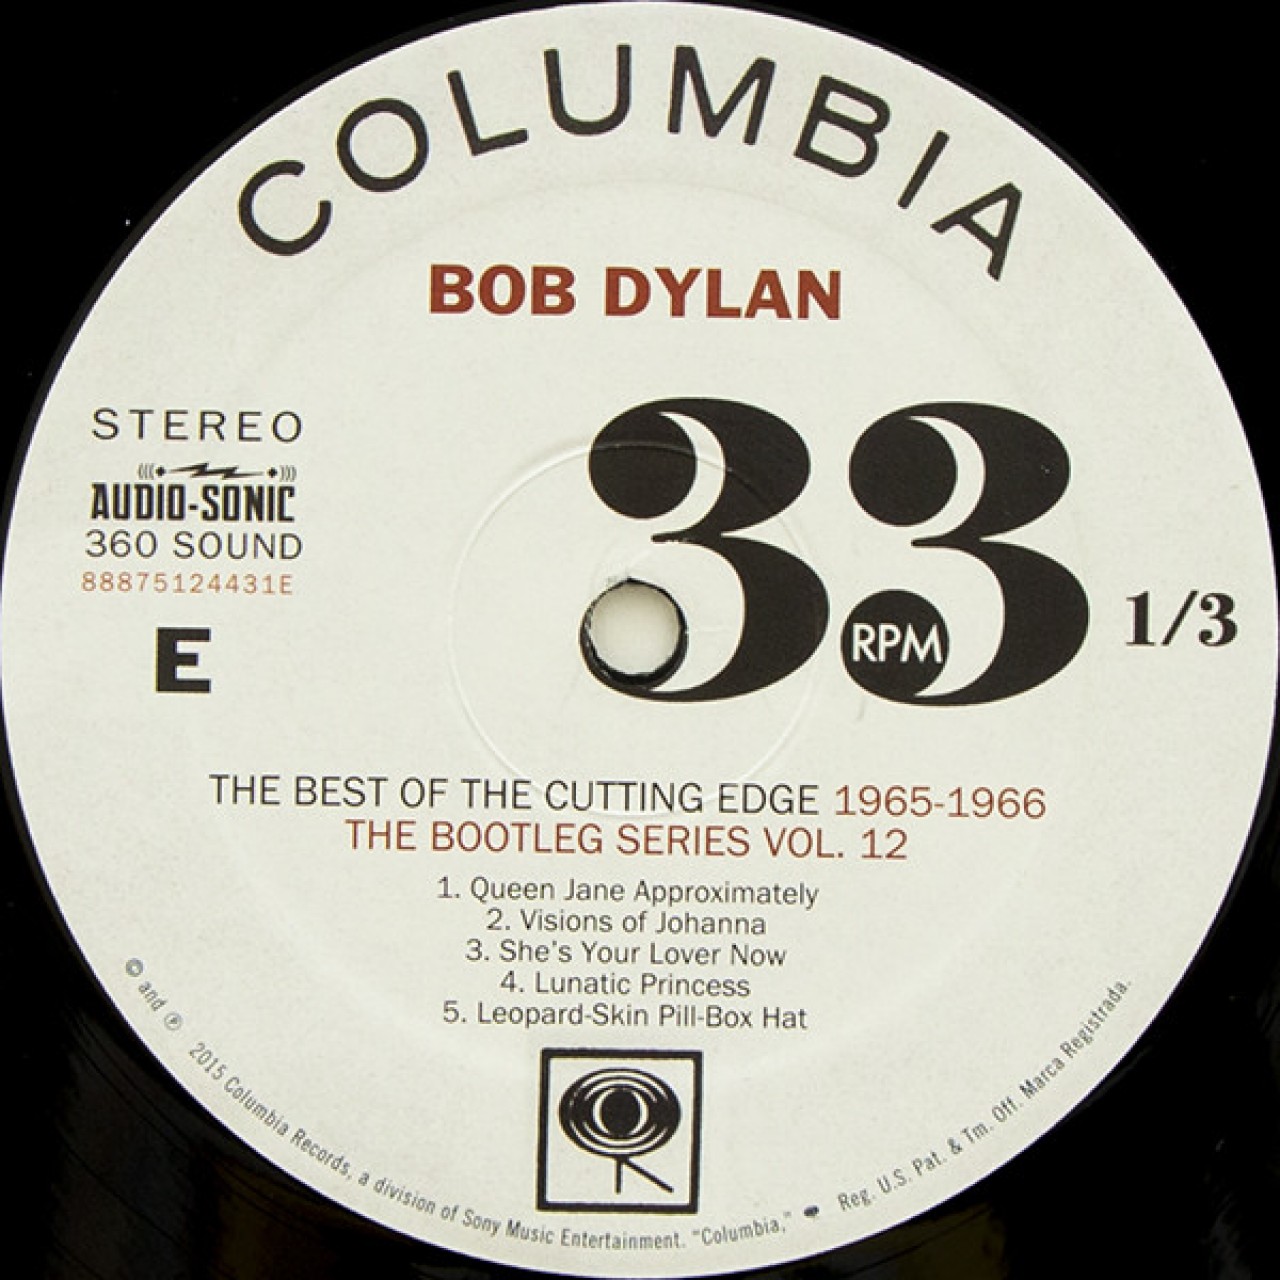 COLUMBIA
BOB DYLAN
STEREO
AUDIO-SONIC
360 SOUND
88875124431E
E
33 1/3
RPM
THE BEST OF THE CUTTING EDGE 1965-1966
THE BOOTLEG SERIES VOL. 12
1. Queen Jane Approximately
2. Visions of Johanna
3. She's Your Lover Now
4. Lunatic Princess
5. Leopard-Skin Pill-Box Hat
© and ℗ 2015 Columbia Records, a division of Sony Music Entertainment. "Columbia," Reg. U.S. Pat. & Tm. Off. Marca Registrada.